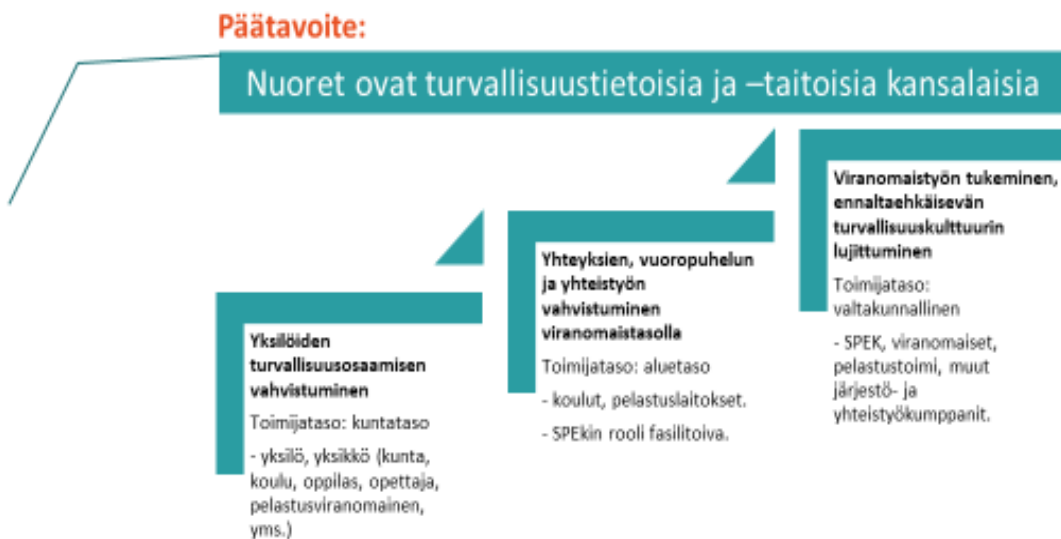 Päätavoite:
Nuoret ovat turvallisuustietoisia ja –taitoisia kansalaisia
Yksilöiden
turvallisuusosaamisen
vahvistuminen
Toimijataso: kuntataso
- yksilö, yksikkö (kunta,
koulu, oppilas, opettaja,
pelastusviranomainen,
yms.)
Yhteyksien, vuoropuhelun
ja yhteistyön
vahvistuminen
viranomaistasolla
Toimijataso: aluetaso
- koulut, pelastuslaitokset.
- SPEkin rooli fasilitoiva.
Viranomaistyön tukeminen,
ennaltaehkäisevän
turvallisuuskulttuurin
lujittuminen
Toimijataso:
valtakunnallinen
- SPEK, viranomaiset,
pelastustoimi, muut
järjestö- ja
yhteistyökumppanit.